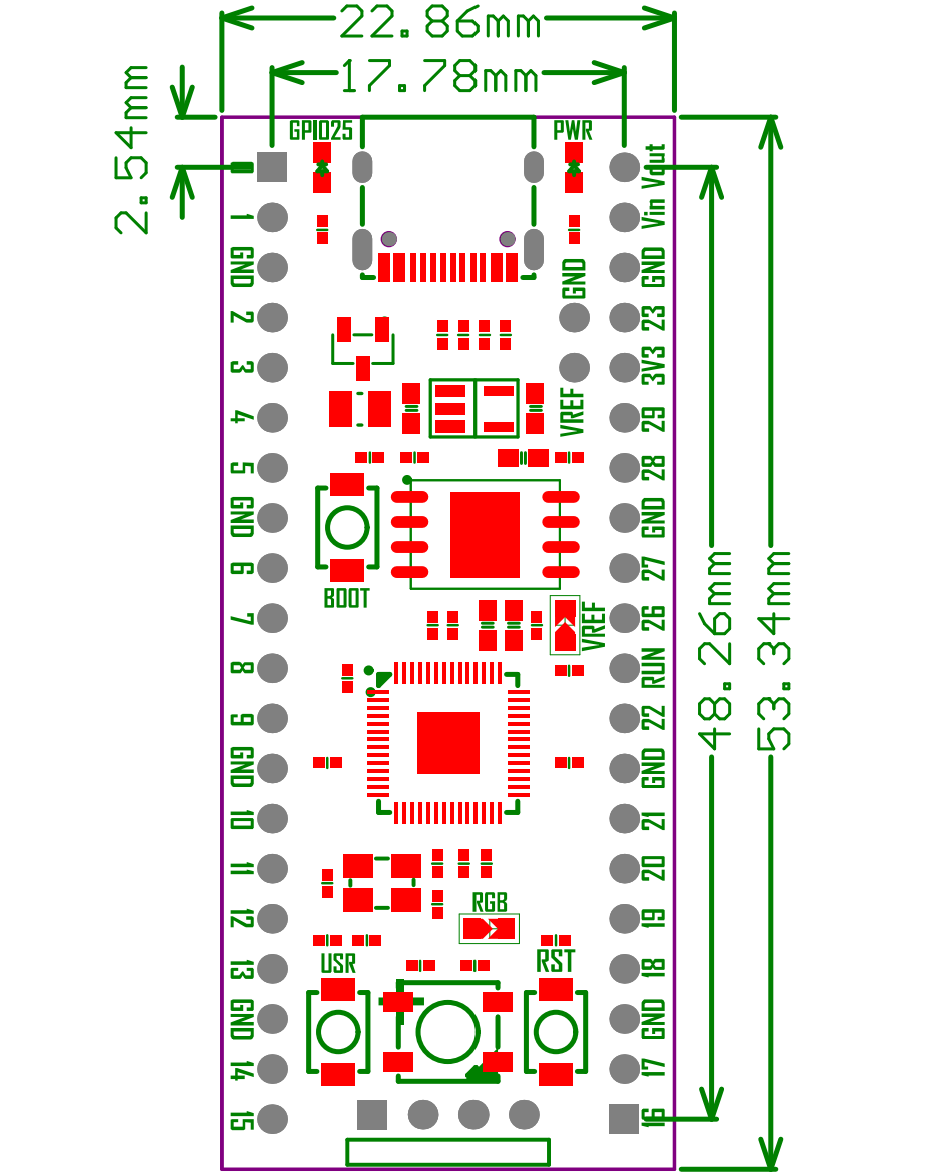 22.86mm
17.78mm
2.54mm
GPIO25
PWR
Vout
1
Vin
GND
GND
GND
2
23
3
3V3
4
VREF
29
5
28
GND
GND
6
27
BOOT
7
26
VREF
8
RUN
9
22
GND
GND
10
21
11
20
RGB
12
19
13
USR
RST
18
GND
GND
14
17
15
16
48.26mm
53.34mm